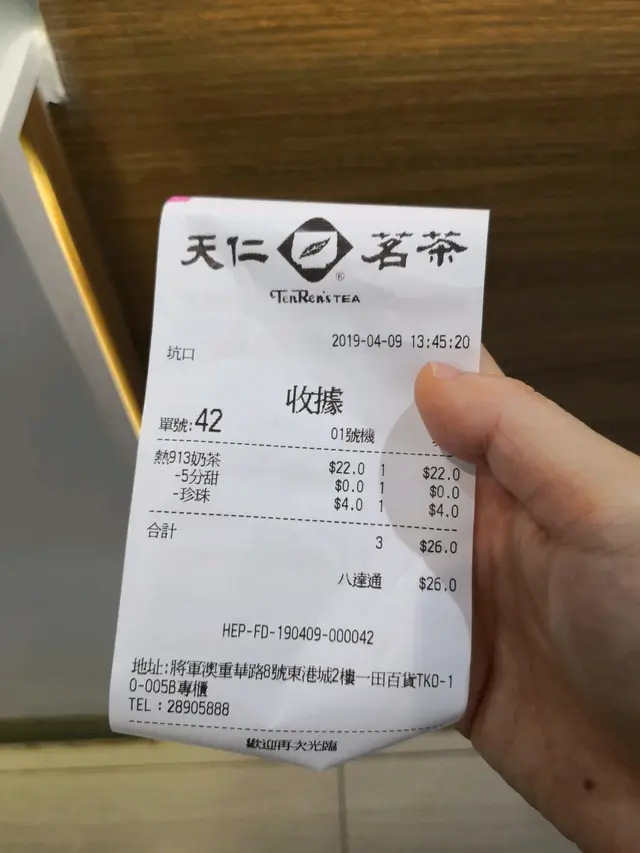 天仁 茗茶
TenRen's TEA
2019-04-09 13:45:20
坑口
收據
單號:42 01號機
熱913奶茶 $22.0 1 $22.0
-5分甜 $0.0 1 $0.0
-珍珠 $4.0 1 $4.0
合計 3 $26.0
八達通 $26.0
HEP-FD-190409-000042
地址:將軍澳重華路8號東港城2樓一田百貨TKO-1
0-005B專櫃
TEL:28905888
歡迎再次光臨